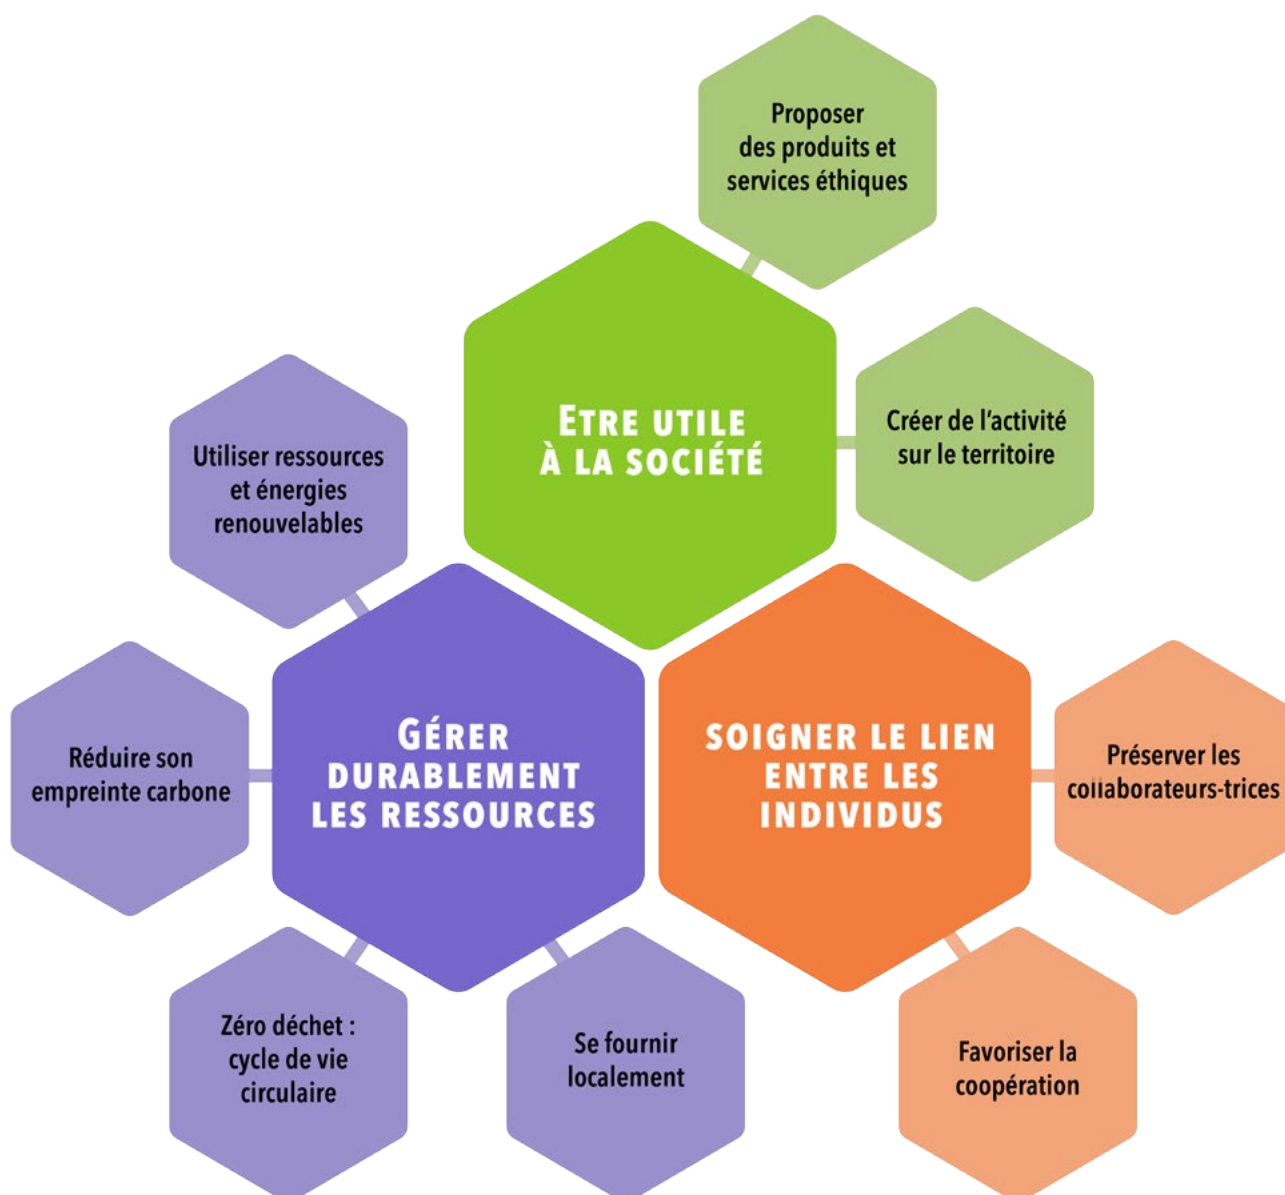 Proposer
des produits et
services éthiques
ETRE UTILE
À LA SOCIÉTÉ
Créer de l'activité
sur le territoire
Utiliser ressources
et énergies
renouvelables
GÉRER
DURABLEMENT
LES RESSOURCES
SOIGNER LE LIEN
ENTRE LES
INDIVIDUS
Réduire son
empreinte carbone
Préserver les
collaborateurs-trices
Zéro déchet :
cycle de vie
circulaire
Se fournir
localement
Favoriser la
coopération